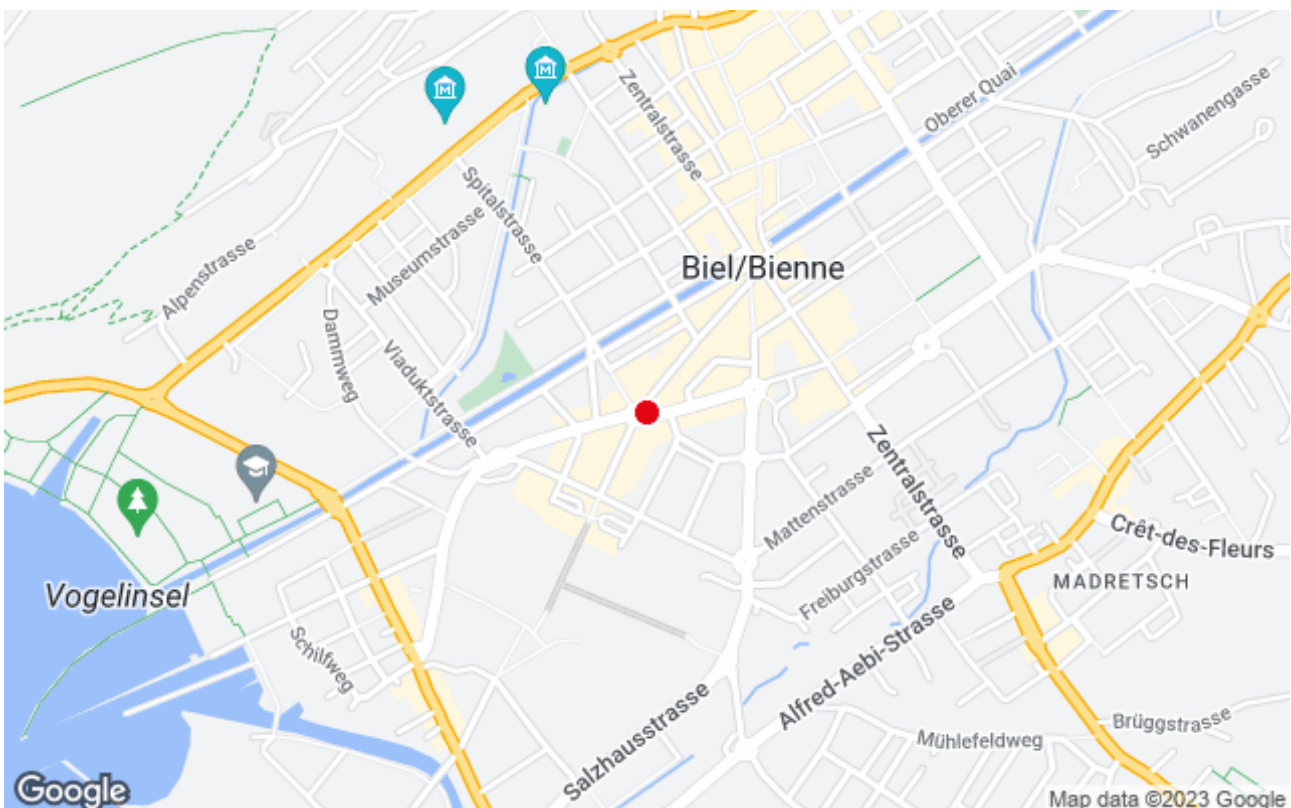 Zentralstrasse
Oberer Quai
Schwanengasse
Spitalstrasse
Museumstrasse
Alpenstrasse
Biel/Bienne
Dammweg
Viaduktstrasse
Zentralstrasse
Mattenstrasse
Crêt-des-Fleurs
Freiburgstrasse
MADRETSCH
Vogelinsel
Schilfweg
Alfred-Aebi-Strasse
Salzhausstrasse
Brüggstrasse
Mühlefeldweg
Google
Map data ©2023 Google